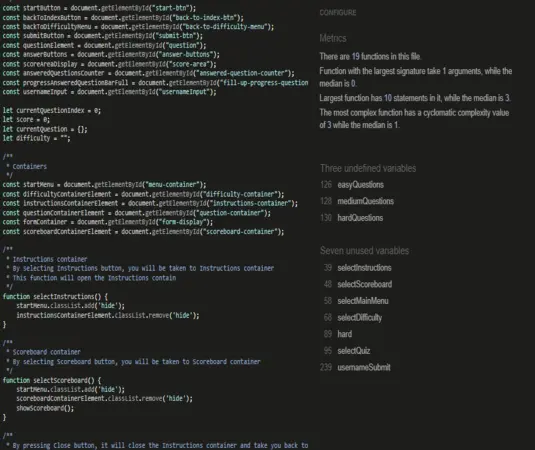 const startButton = document.getElementById("start-btn");
const backToIndexButton = document.getElementById("back-to-index-btn");
const backToDifficultyMenu = document.getElementById("back-to-difficulty-menu");
const submitButton = document.getElementById("submit-btn");
const questionElement = document.getElementById("question");
const answerButtons = document.getElementById("answer-buttons");
const scoreAreaDisplay = document.getElementById("score-area");
const answeredQuestionsCounter = document.getElementById("answered-question-counter");
const progressAnsweredQuestionBarFull = document.getElementById("fill-up-progress-question
const usernameInput = document.getElementById("usernameInput");
let currentQuestionIndex = 0;
let score = 0;
let currentQuestion = {};
let difficulty = "";
/**
* Containers
*/
const startMenu = document.getElementById("menu-container");
const difficultyContainerElement = document.getElementById("difficulty-container");
const instructionsContainerElement = document.getElementById("instructions-container");
const questionContainerElement = document.getElementById("question-container");
const formContainer = document.getElementById("form-display");
const scoreboardContainerElement = document.getElementById("scoreboard-container");
/**
* Instructions container
* By selecting Instructions button, you will be taken to Instructions container
* This Function will open the Instructions contain
*/
function selectInstructions() {
startMenu.classList.add('hide');
instructionsContainerElement.classList.remove('hide');
}
/**
* Scoreboard container
* By selecting Scoreboard button, you will be taken to Scoreboard container
*/
function selectScoreboard() {
startMenu.classList.add('hide');
scoreboardContainerElement.classList.remove('hide');
showScoreboard();
}
/**
* By pressing Close button, it will close the Instructions container and take you back to
CONFIGURE
Metrics
There are 19 functions in this file.
Function with the largest signature take 1 arguments, while the
median is 0.
Largest function has 10 statements in it, while the median is 3.
The most complex function has a cyclomatic complexity value
of 3 while the median is 1.
Three undefined variables
126 easyQuestions
128 mediumQuestions
130 hardQuestions
Seven unused variables
39 selectInstructions
48 selectScoreboard
58 selectMainMenu
68 selectDifficulty
89 hard
95 selectQuiz
239 usernameSubmit